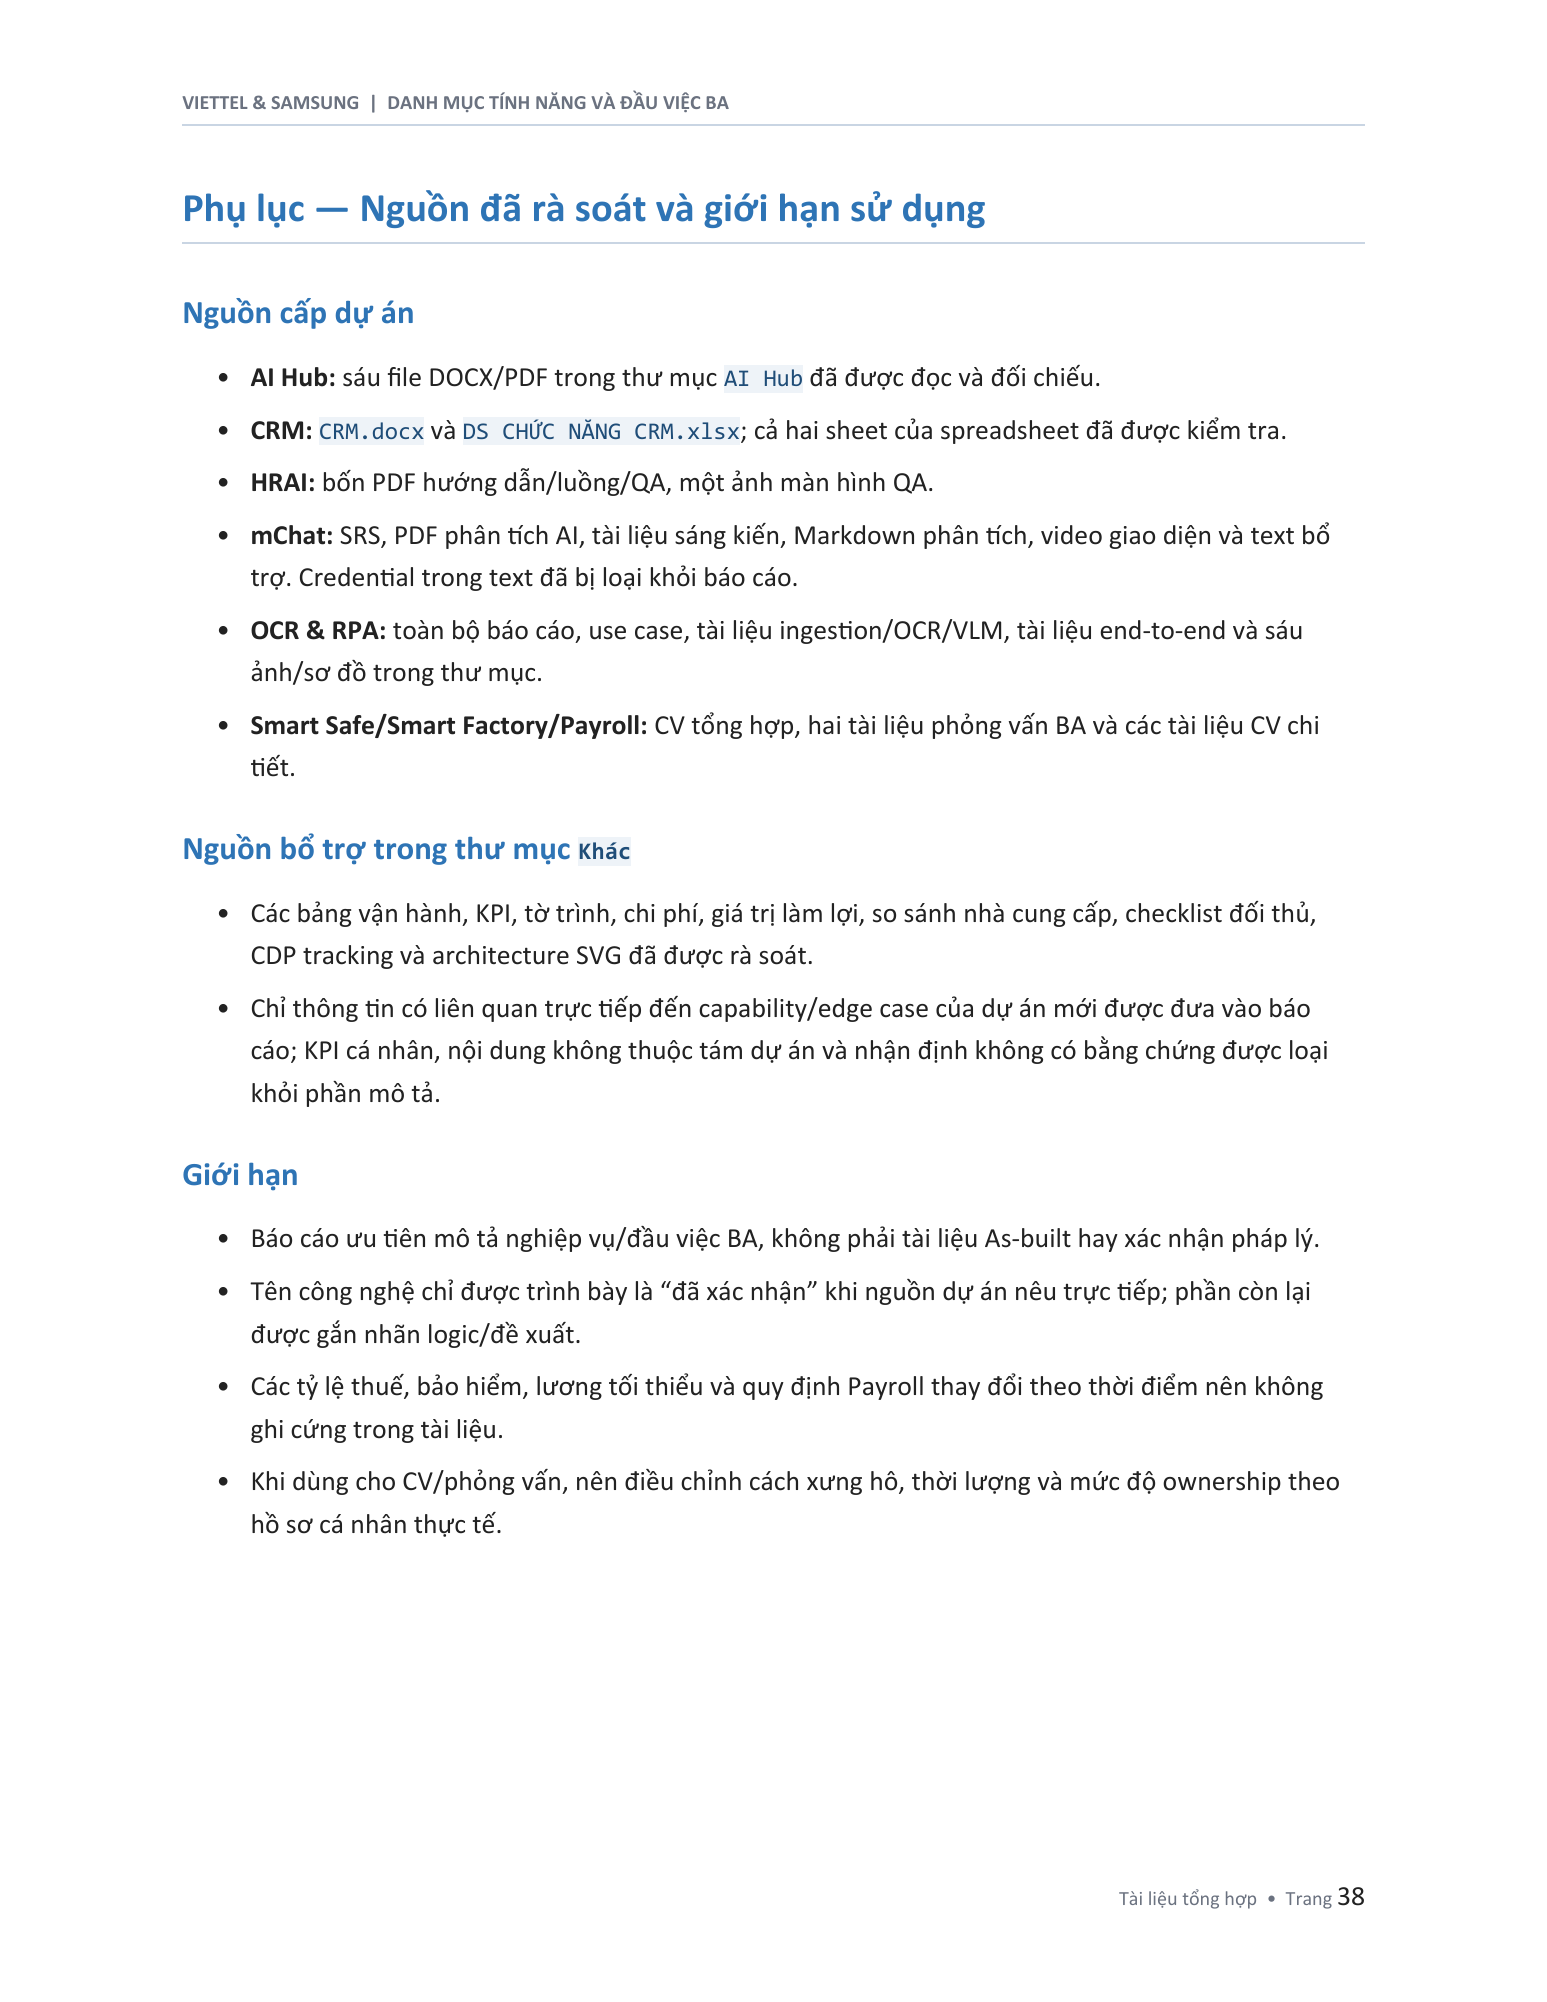 VIETTEL & SAMSUNG | DANH MỤC TÍNH NĂNG VÀ ĐẦU VIỆC BA
Phụ lục — Nguồn đã rà soát và giới hạn sử dụng
Nguồn cấp dự án
• AI Hub: sáu file DOCX/PDF trong thư mục AI Hub đã được đọc và đối chiếu.
• CRM: CRM.docx và DS CHỨC NĂNG CRM.xlsx; cả hai sheet của spreadsheet đã được kiểm tra.
• HRAI: bốn PDF hướng dẫn/luồng/QA, một ảnh màn hình QA.
• mChat: SRS, PDF phân tích AI, tài liệu sáng kiến, Markdown phân tích, video giao diện và text bổ
trợ. Credential trong text đã bị loại khỏi báo cáo.
• OCR & RPA: toàn bộ báo cáo, use case, tài liệu ingestion/OCR/VLM, tài liệu end-to-end và sáu
ảnh/sơ đồ trong thư mục.
• Smart Safe/Smart Factory/Payroll: CV tổng hợp, hai tài liệu phỏng vấn BA và các tài liệu CV chi
tiết.
Nguồn bổ trợ trong thư mục Khác
• Các bảng vận hành, KPI, tờ trình, chi phí, giá trị làm lợi, so sánh nhà cung cấp, checklist đối thủ,
CDP tracking và architecture SVG đã được rà soát.
• Chỉ thông tin có liên quan trực tiếp đến capability/edge case của dự án mới được đưa vào báo
cáo; KPI cá nhân, nội dung không thuộc tám dự án và nhận định không có bằng chứng được loại
khỏi phần mô tả.
Giới hạn
• Báo cáo ưu tiên mô tả nghiệp vụ/đầu việc BA, không phải tài liệu As-built hay xác nhận pháp lý.
• Tên công nghệ chỉ được trình bày là “đã xác nhận” khi nguồn dự án nêu trực tiếp; phần còn lại
được gắn nhãn logic/đề xuất.
• Các tỷ lệ thuế, bảo hiểm, lương tối thiểu và quy định Payroll thay đổi theo thời điểm nên không
ghi cứng trong tài liệu.
• Khi dùng cho CV/phỏng vấn, nên điều chỉnh cách xưng hô, thời lượng và mức độ ownership theo
hồ sơ cá nhân thực tế.
Tài liệu tổng hợp • Trang 38